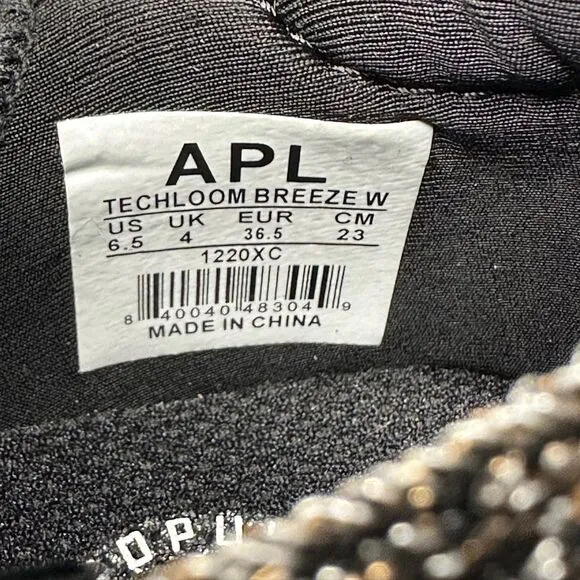 APL
TECHLOOM BREEZE W
US UK EUR CM
6.5 4 36.5 23
1220XC
8 40040 48304 9
MADE IN CHINA